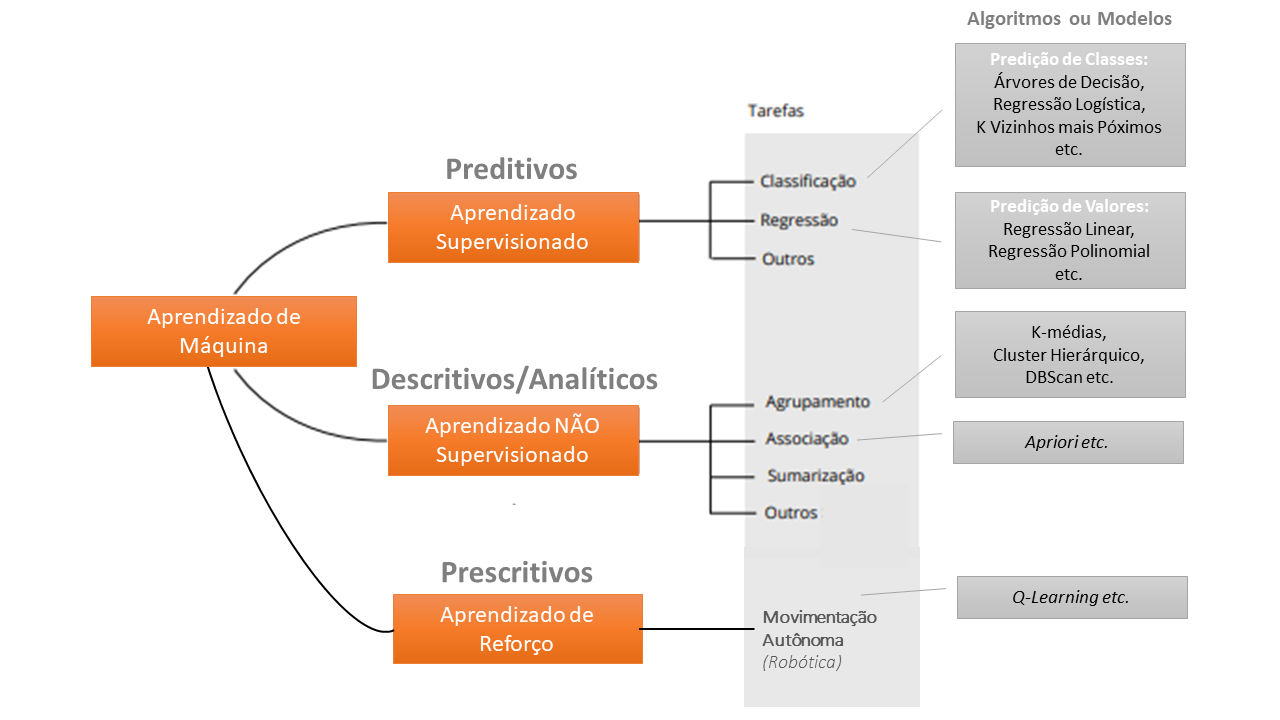 Algoritmos ou Modelos
Predição de Classes:
Árvores de Decisão,
Regressão Logística,
K Vizinhos mais Póximos
etc.
Tarefas
Preditivos
Aprendizado
Supervisionado
Classificação
Regressão
Outros
Predição de Valores:
Regressão Linear,
Regressão Polinomial
etc.
Aprendizado de
Máquina
Descritivos/Analíticos
Aprendizado NÃO
Supervisionado
Agrupamento
Associação
Sumarização
Outros
K-médias,
Cluster Hierárquico,
DBScan etc.
Apriori etc.
Prescritivos
Aprendizado de
Reforço
Movimentação
Autônoma
(Robótica)
Q-Learning etc.